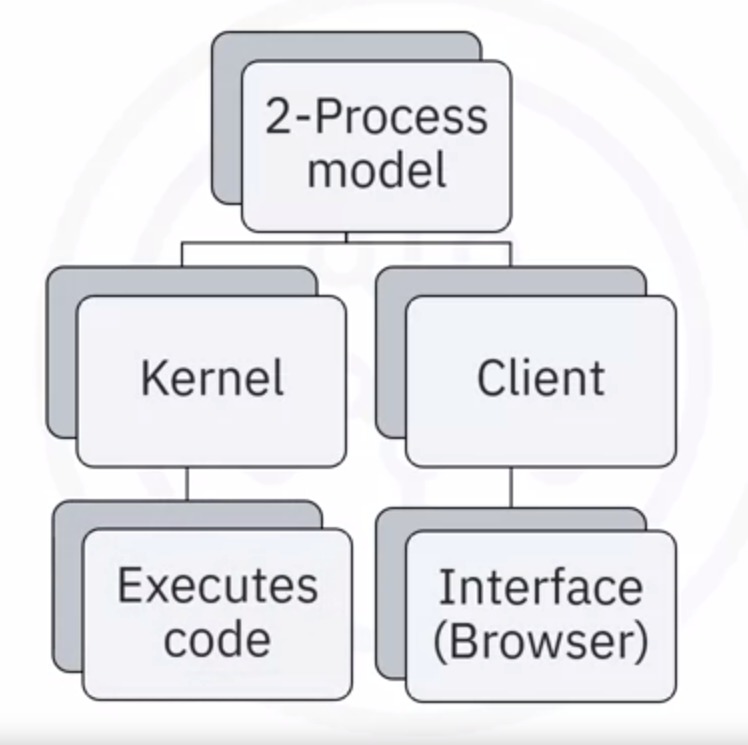 2-Process
model
Kernel
Client
Executes
code
Interface
(Browser)